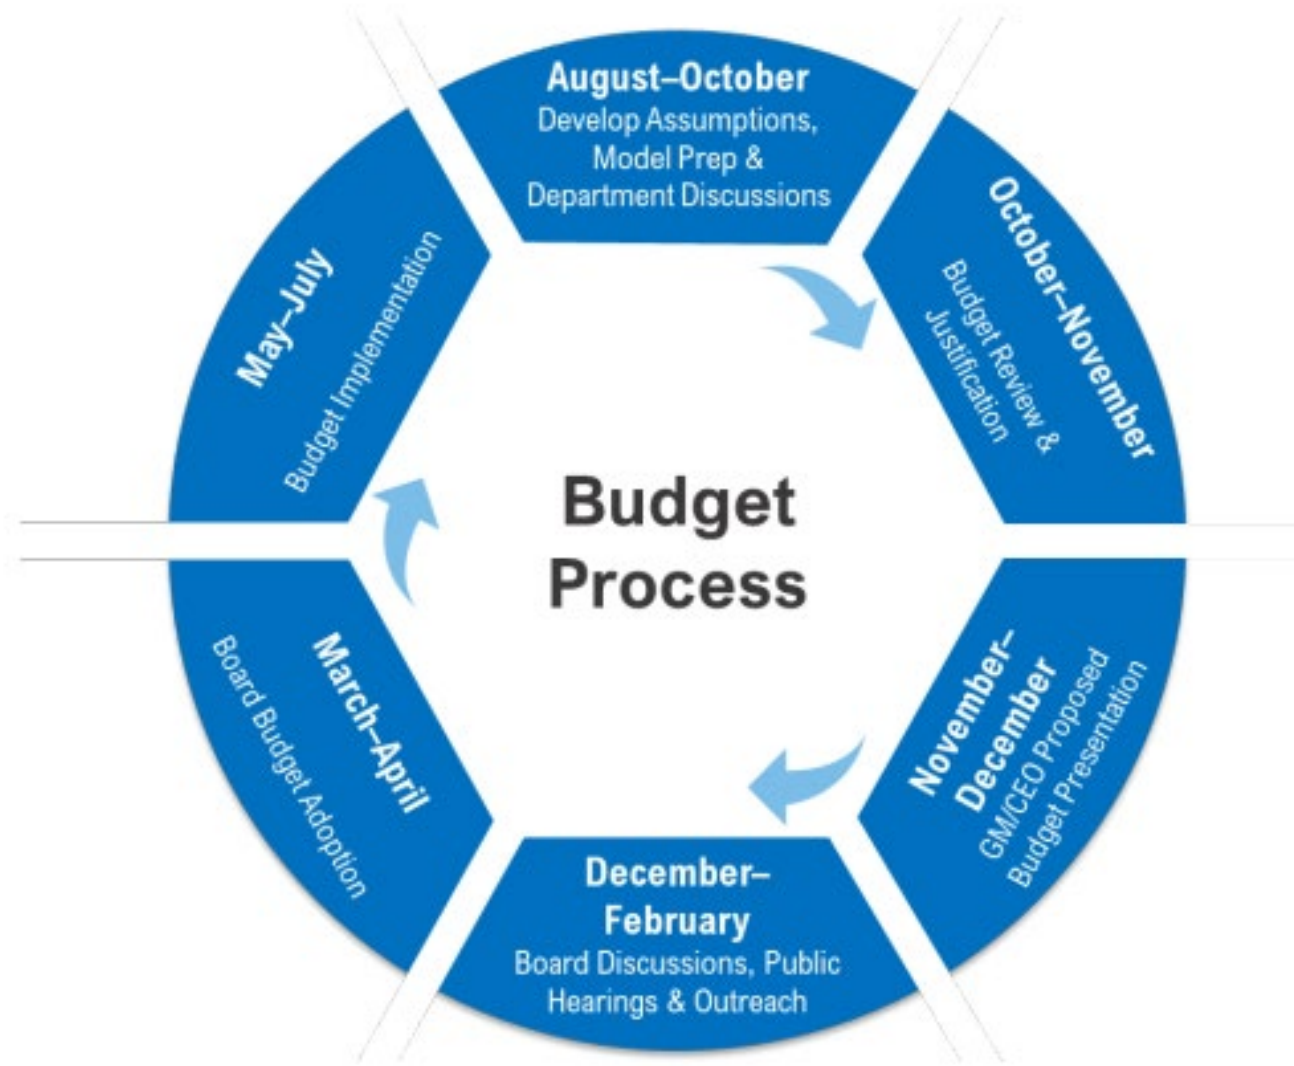 August–October
Develop Assumptions,
Model Prep &
Department Discussions
October–November
Budget Review &
Justification
November–
December
GM/CEO Proposed
Budget Presentation
December–
February
Board Discussions, Public
Hearings & Outreach
March–April
Board Budget Adoption
May–July
Budget Implementation
Budget
Process